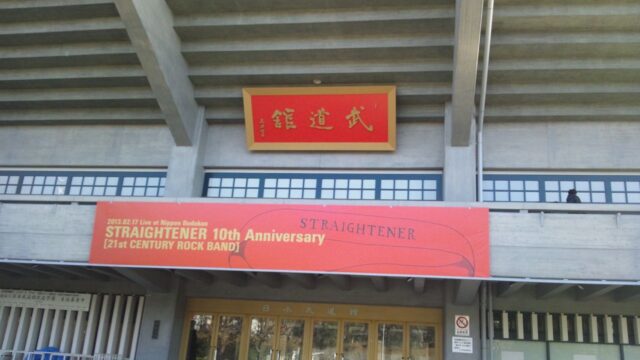 武道館
2013.02.17 Live at Nippon Budokan
STRAIGHTENER 10th Anniversary
[21st CENTURY ROCK BAND]
STRAIGHTENER